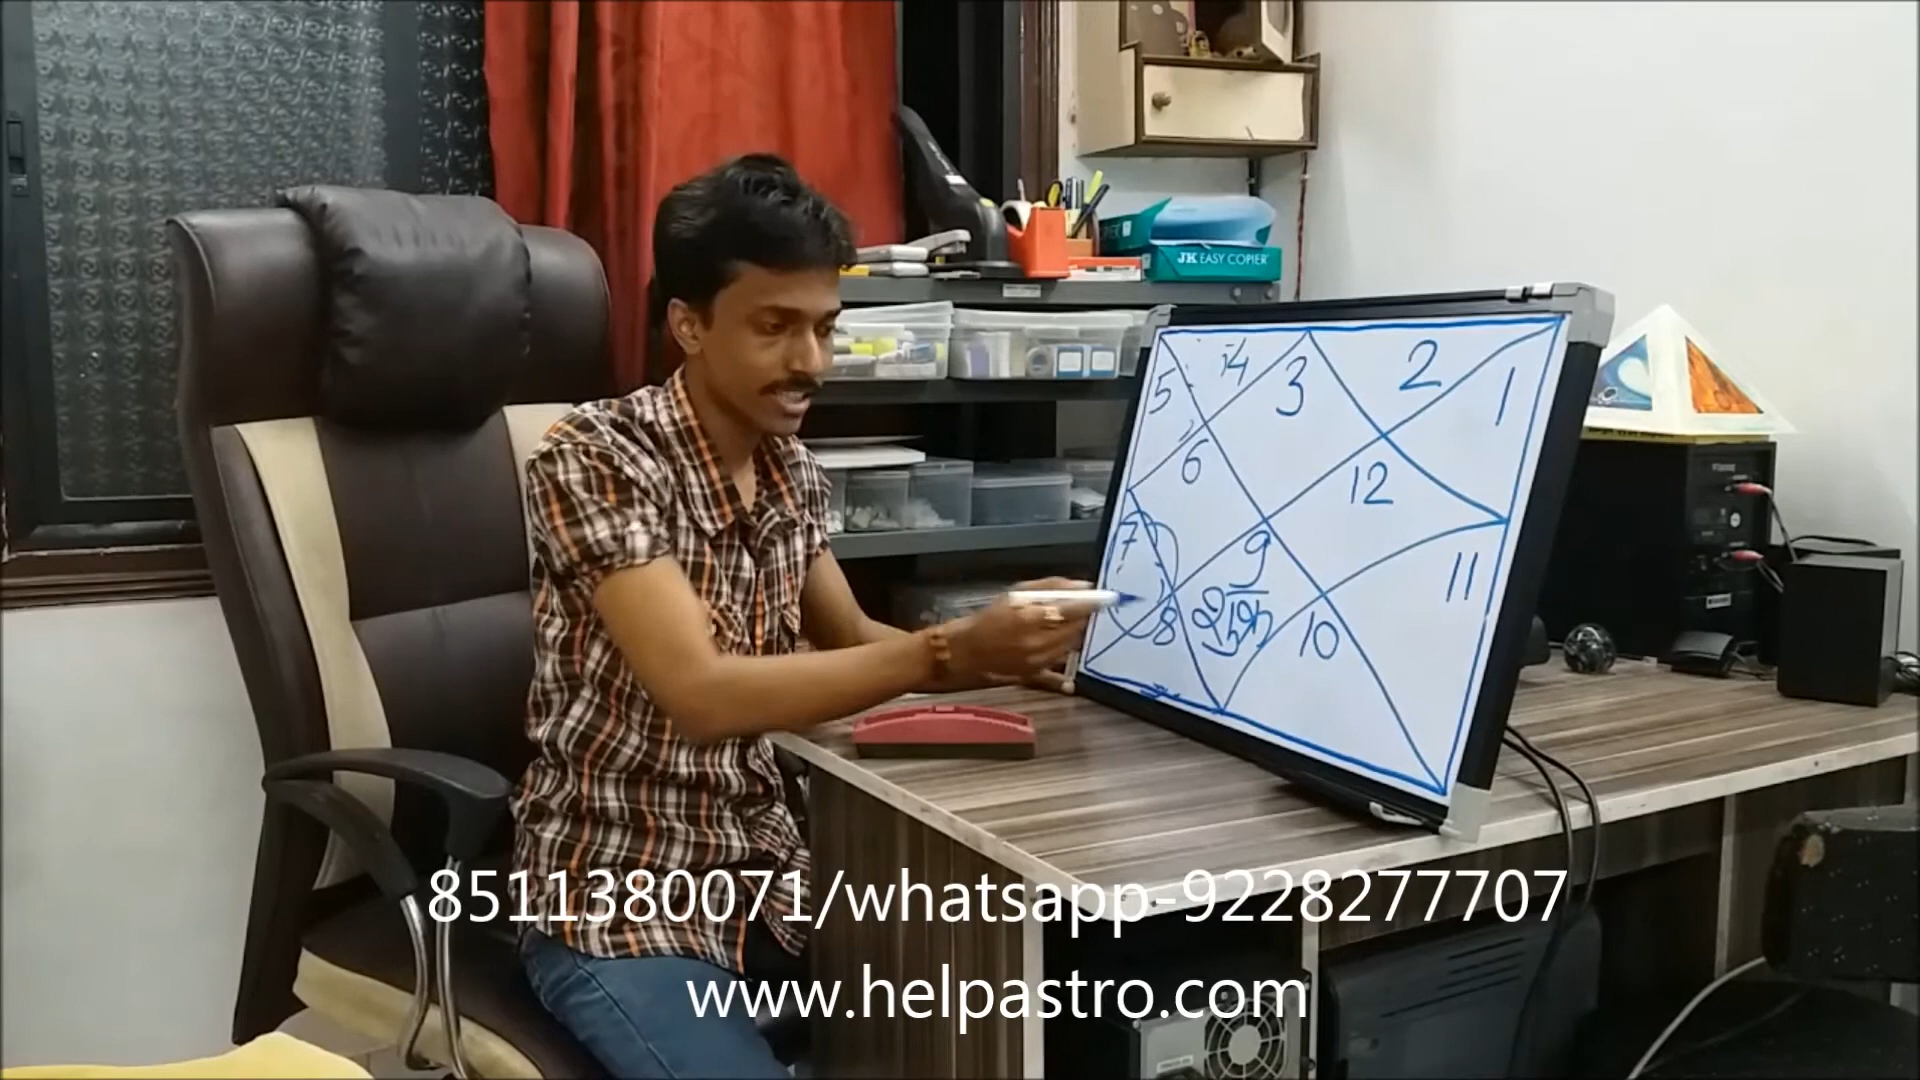 JK EASY COPIER
4 3 2
5 1
6 12
7 9 11
8 10
8511380071/whatsapp-9228277707
www.helpastro.com